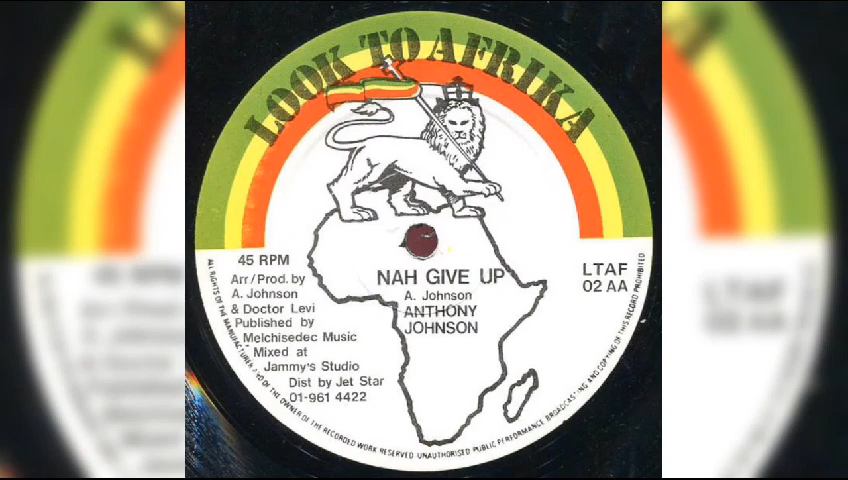 LOOK TO AFRIKA
45 RPM
Arr/Prod. by
A. Johnson
& Doctor Levi
Published by
Melchisedec Music
Mixed at
Jammy's Studio
Dist by Jet Star
01-961 4422
NAH GIVE UP
A. Johnson
ANTHONY
JOHNSON
LTAF
02 AA
ALL RIGHTS OF THE MANUFACTURER AND OF THE OWNER OF THE RECORDED WORK RESERVED UNAUTHORISED PUBLIC PERFORMANCE BROADCASTING AND COPYING OF THIS RECORD PROHIBITED